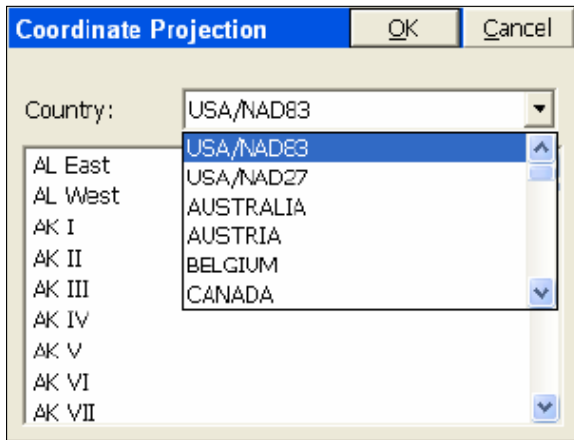 Coordinate Projection OK Cancel
Country: USA/NAD83
USA/NAD83
USA/NAD27
AUSTRALIA
AUSTRIA
BELGIUM
CANADA
AL East
AL West
AK I
AK II
AK III
AK IV
AK V
AK VI
AK VII